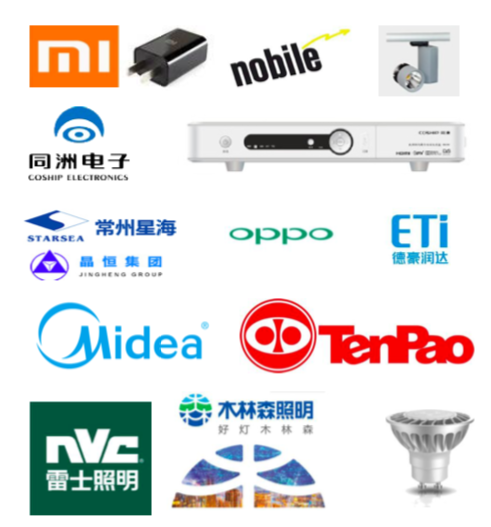 mi
nobile
同洲电子
COSHIP ELECTRONICS
STARSEA 常州星海
晶恒集团
JINGHENG GROUP
oppo
ETi
德豪润达
Midea®
TenPao
nvc
雷士照明
木林森照明
好灯木林森